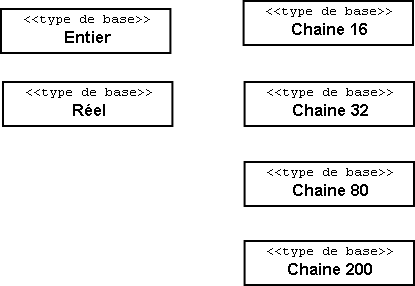 <<type de base>>
Entier
<<type de base>>
Réel
<<type de base>>
Chaine 16
<<type de base>>
Chaine 32
<<type de base>>
Chaine 80
<<type de base>>
Chaine 200